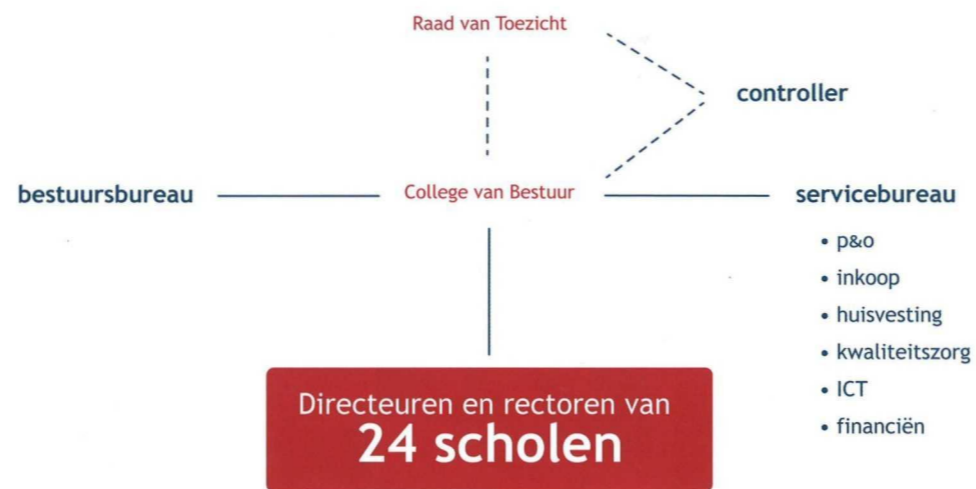 Raad van Toezicht
controller
bestuursbureau
College van Bestuur
servicebureau
• p&o
• inkoop
• huisvesting
• kwaliteitszorg
• ICT
• financiën
Directeuren en rectoren van
24 scholen